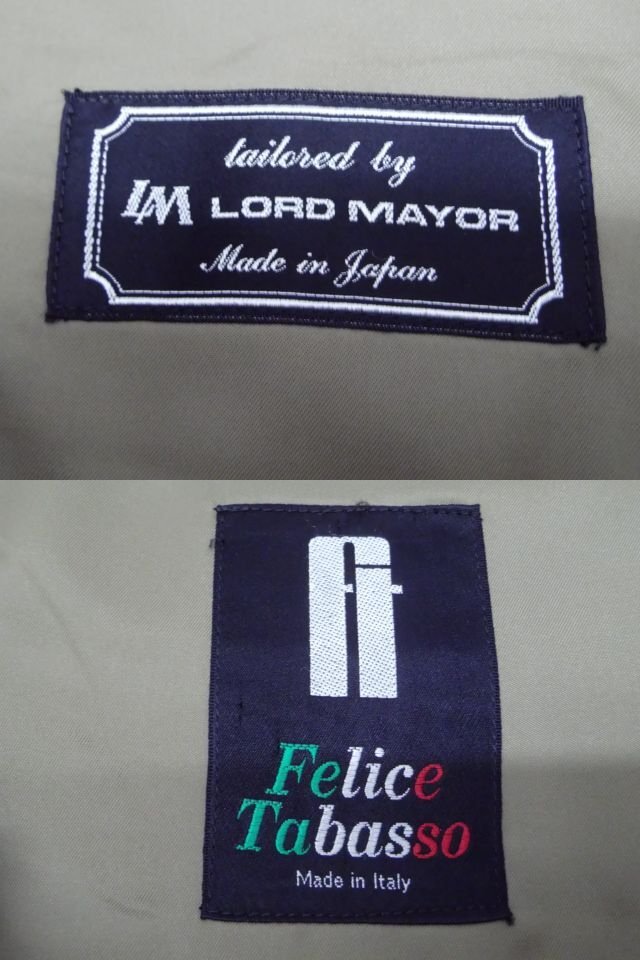 tailored by
LM LORD MAYOR
Made in Japan
ft
Felice
Tabasso
Made in Italy